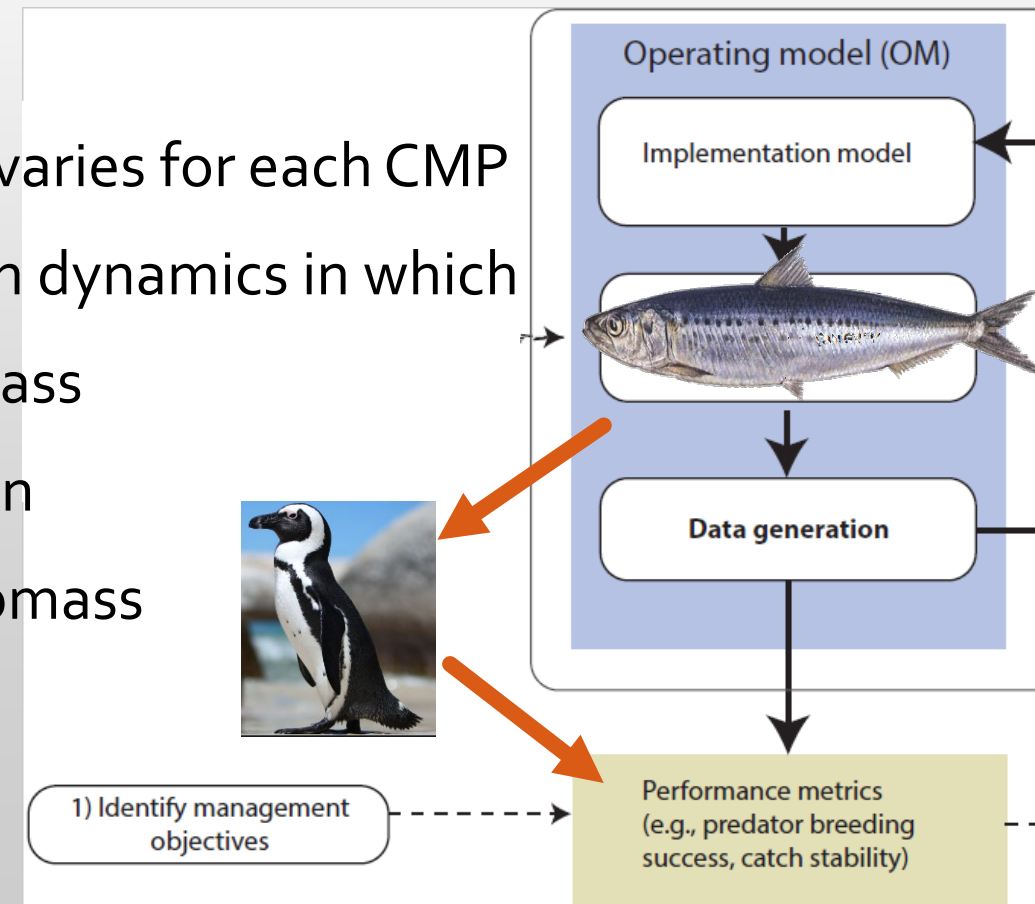 varies for each CMP
n dynamics in which
ass
n
omass
Operating model (OM)
Implementation model
Data generation
1) Identify management
objectives
Performance metrics
(e.g., predator breeding
success, catch stability)